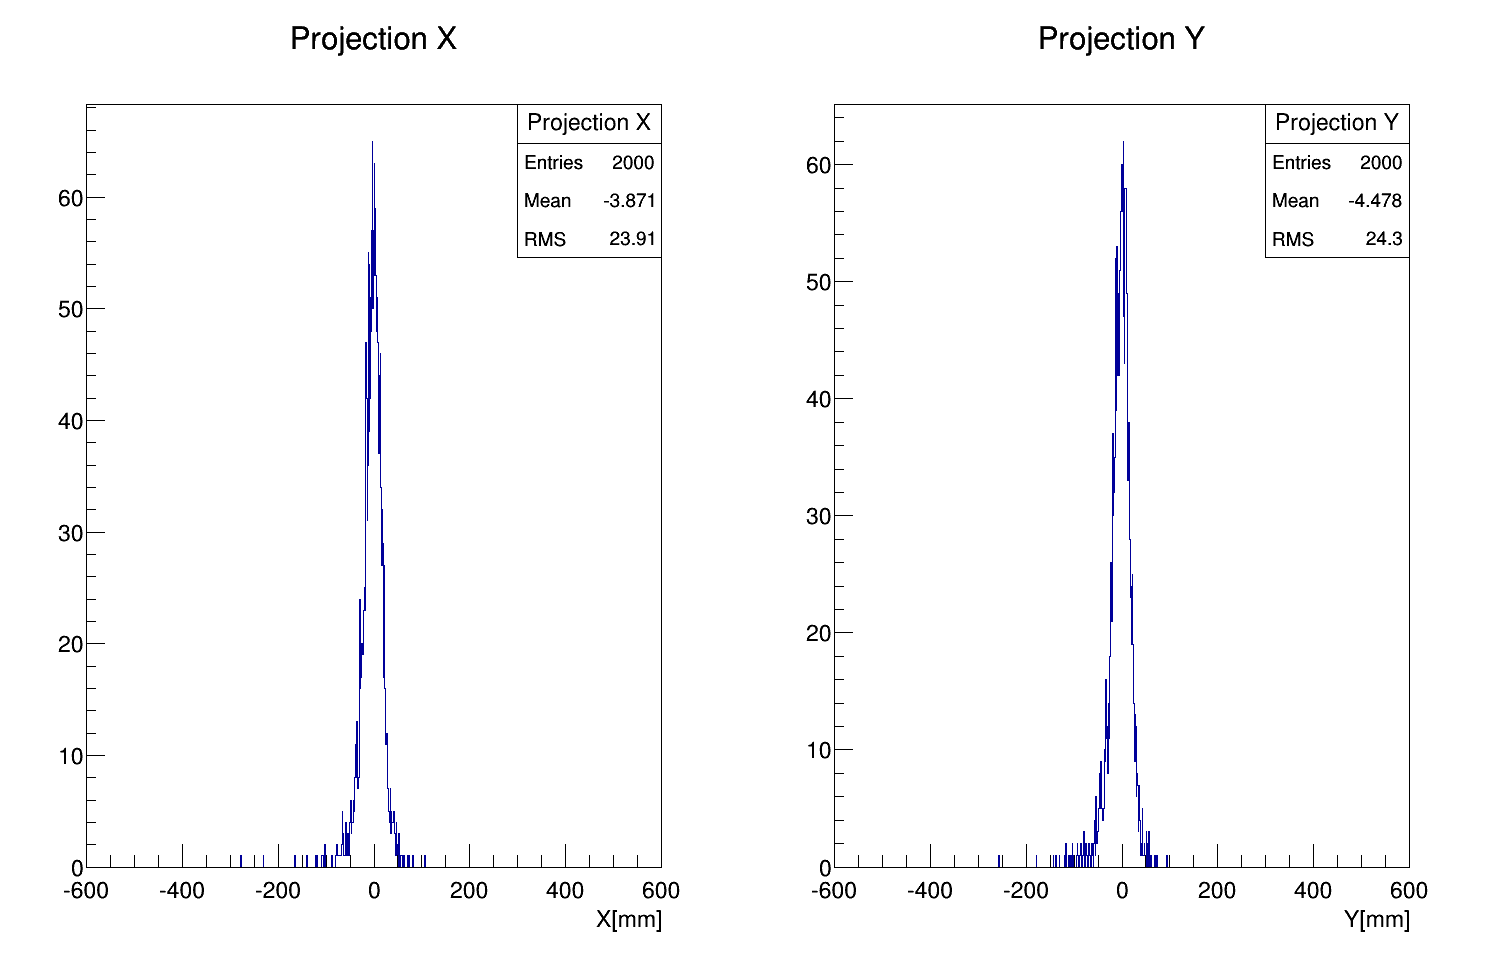 Projection X
Projection X
Entries 2000
Mean -3.871
RMS 23.91
60
50
40
30
20
10
0
-600 -400 -200 0 200 400 600
X[mm]
Projection Y
Projection Y
Entries 2000
Mean -4.478
RMS 24.3
60
50
40
30
20
10
0
-600 -400 -200 0 200 400 600
Y[mm]